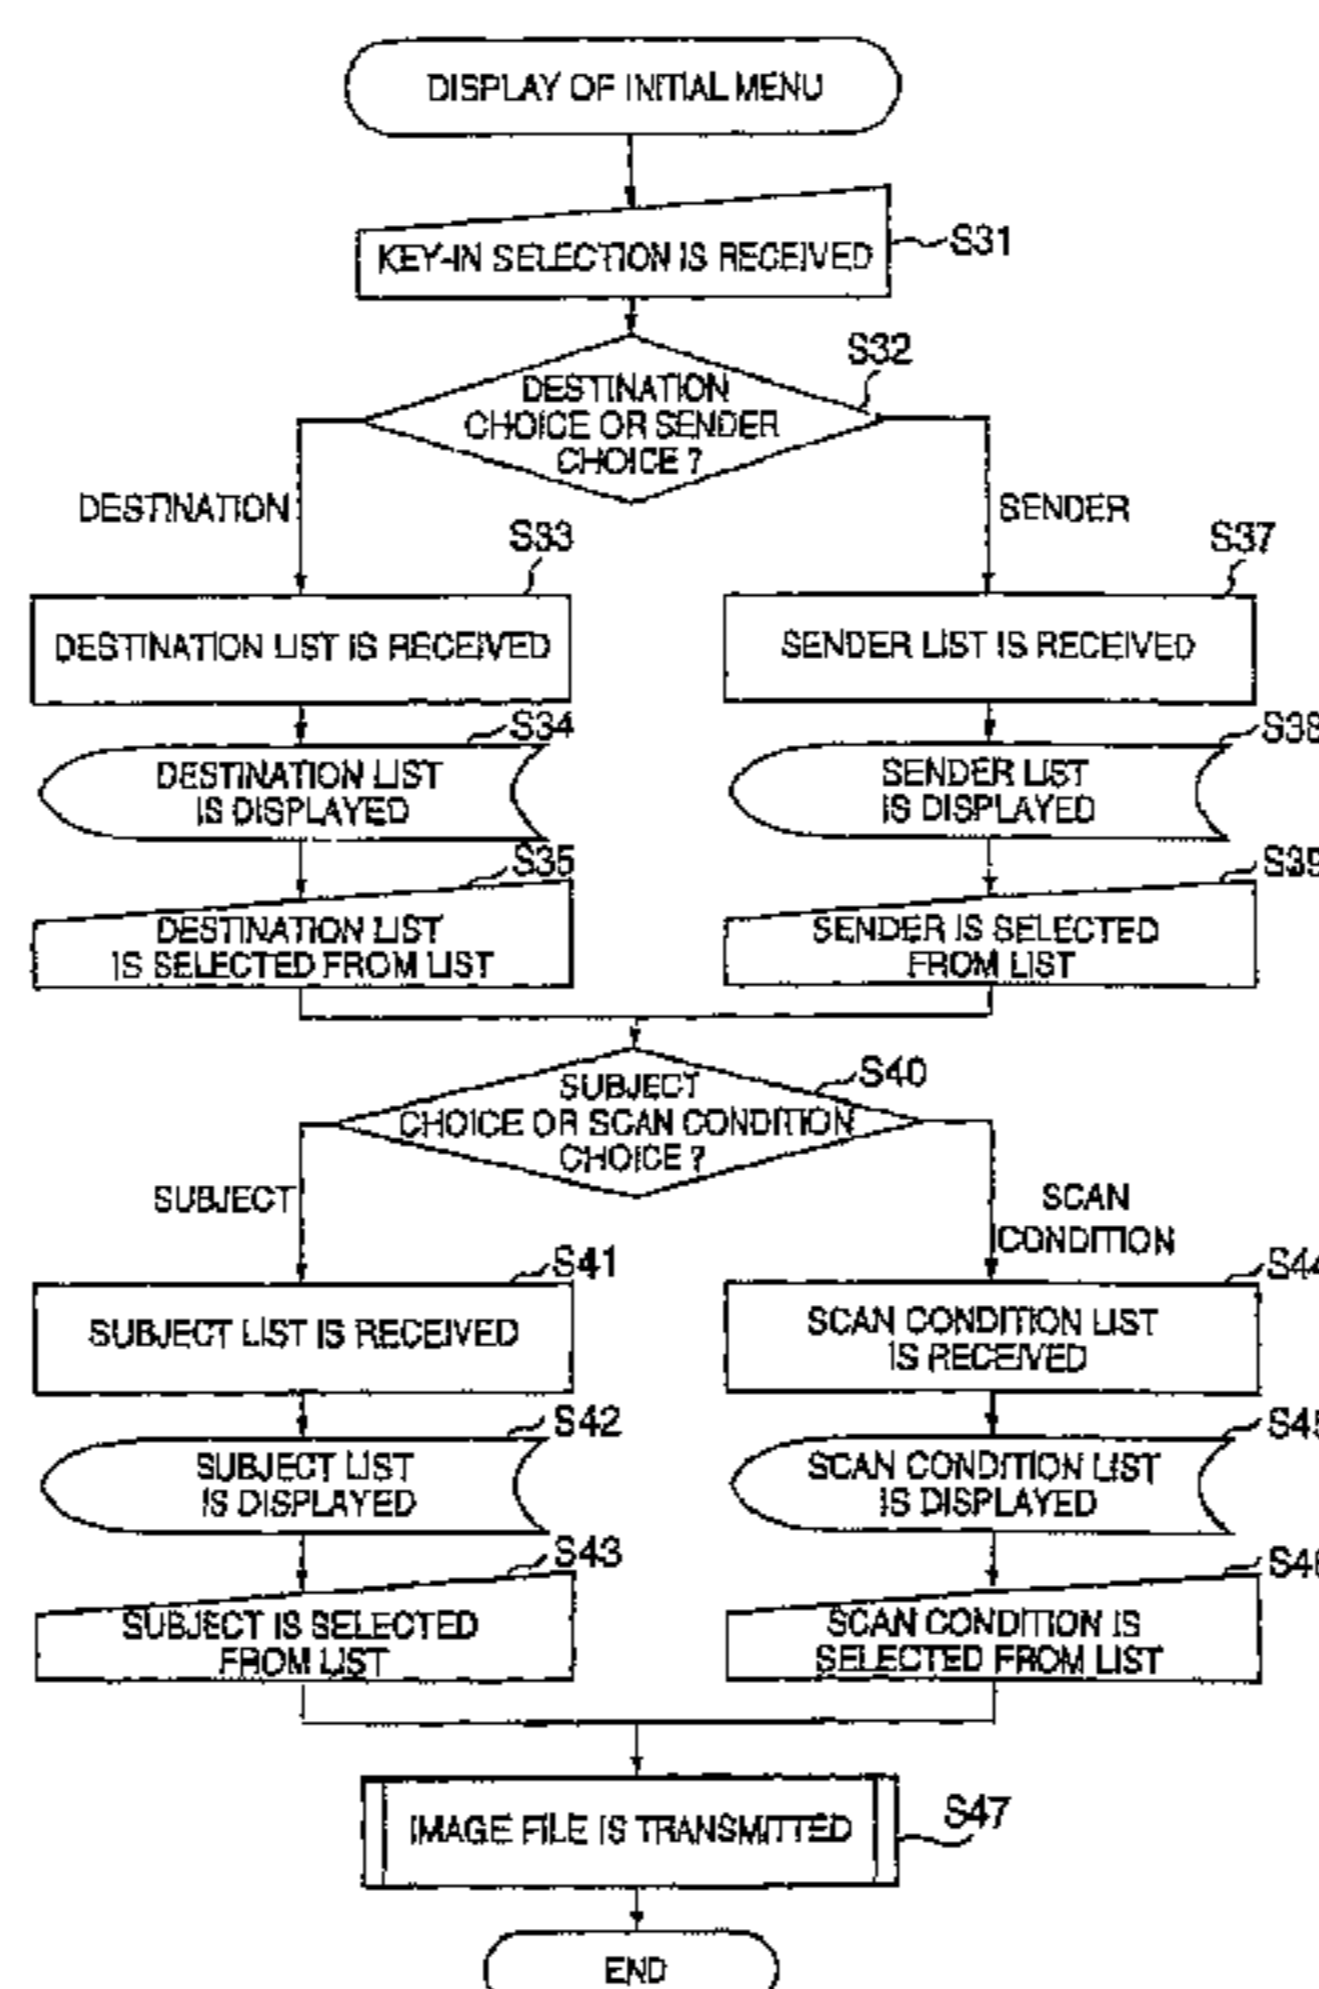 DISPLAY OF INITIAL MENU
KEY-IN SELECTION IS RECEIVED
S31
S32
DESTINATION
CHOICE OR SENDER
CHOICE ?
DESTINATION
SENDER
S33
S37
DESTINATION LIST IS RECEIVED
SENDER LIST IS RECEIVED
S34
S38
DESTINATION LIST
IS DISPLAYED
SENDER LIST
IS DISPLAYED
S35
S39
DESTINATION LIST
IS SELECTED FROM LIST
SENDER IS SELECTED
FROM LIST
S40
SUBJECT
CHOICE OR SCAN CONDITION
CHOICE ?
SUBJECT
SCAN
CONDITION
S41
S44
SUBJECT LIST IS RECEIVED
SCAN CONDITION LIST
IS RECEIVED
S42
S45
SUBJECT LIST
IS DISPLAYED
SCAN CONDITION LIST
IS DISPLAYED
S43
S46
SUBJECT IS SELECTED
FROM LIST
SCAN CONDITION IS
SELECTED FROM LIST
IMAGE FILE IS TRANSMITTED
S47
END